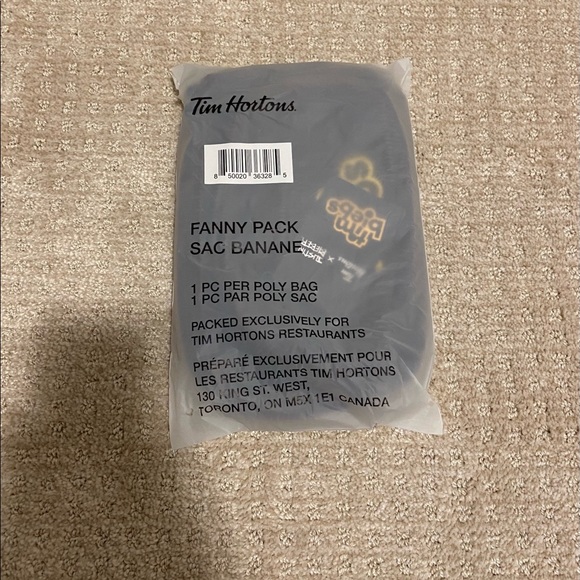 Tim Hortons
8 50020 36328 5
FANNY PACK
SAC BANANE
1 PC PER POLY BAG
1 PC PAR POLY SAC
PACKED EXCLUSIVELY FOR
TIM HORTONS RESTAURANTS
PRÉPARÉ EXCLUSIVEMENT POUR
LES RESTAURANTS TIM HORTONS
130 KING ST. WEST,
TORONTO, ON M5X 1E1 CANADA